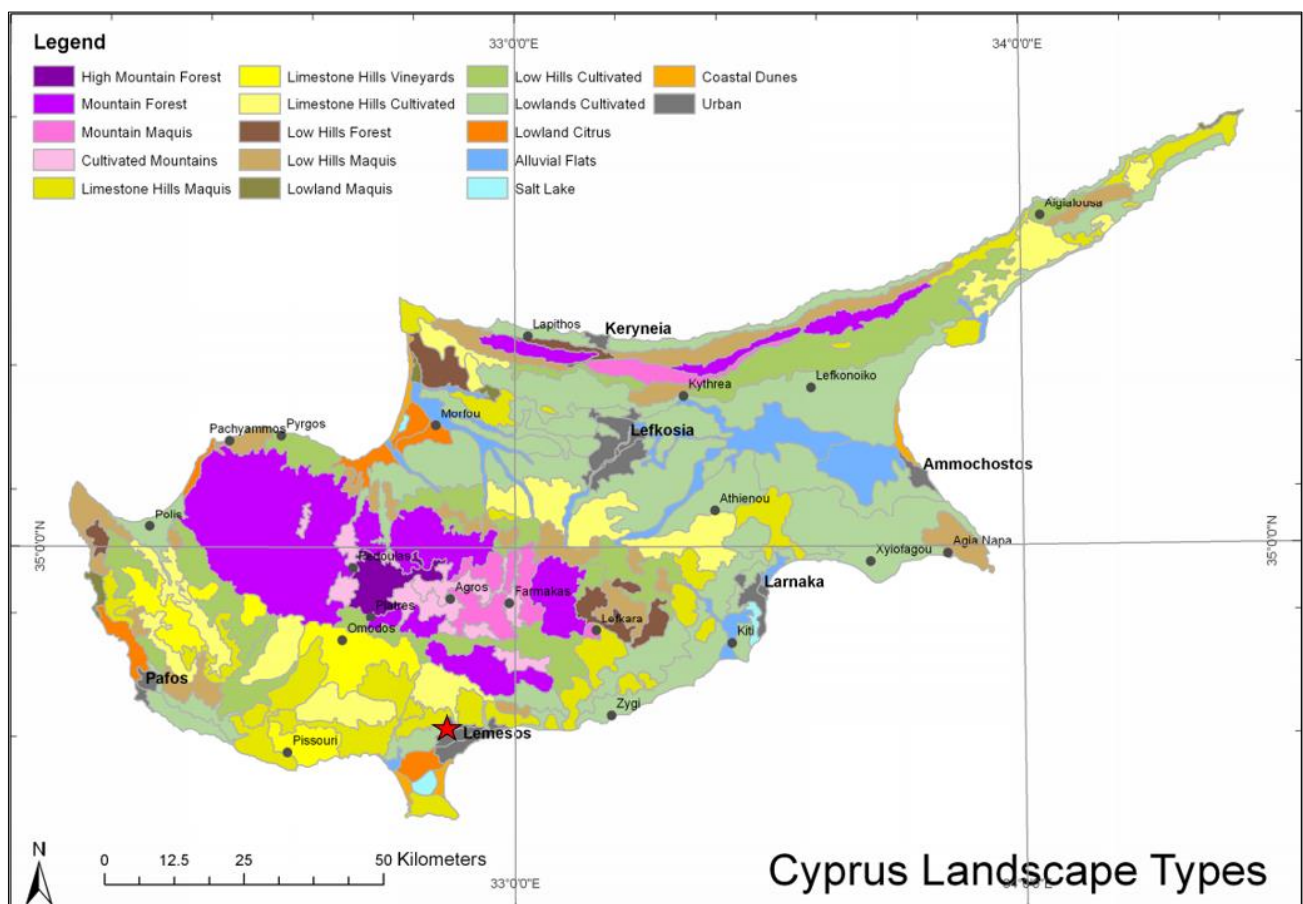 Legend
High Mountain Forest
Mountain Forest
Mountain Maquis
Cultivated Mountains
Limestone Hills Maquis
Limestone Hills Vineyards
Limestone Hills Cultivated
Low Hills Forest
Low Hills Maquis
Lowland Maquis
Low Hills Cultivated
Lowlands Cultivated
Lowland Citrus
Alluvial Flats
Salt Lake
Coastal Dunes
Urban
33°0'0"E
34°0'0"E
Aigialousa
Lapithos
Keryneia
Kythrea
Lefkonoiko
Morfou
Pachyammos
Pyrgos
Lefkosia
Ammochostos
Athienou
Polis
35°0'0"N
35°0'0"N
Xylofagou
Agia Napa
Pedoulas
Larnaka
Agros
Farmakas
Platres
Lefkara
Omodos
Kiti
Pafos
Zygi
Lemesos
Pissouri
N
0 12.5 25 50 Kilometers
33°0'0"E
Cyprus Landscape Types